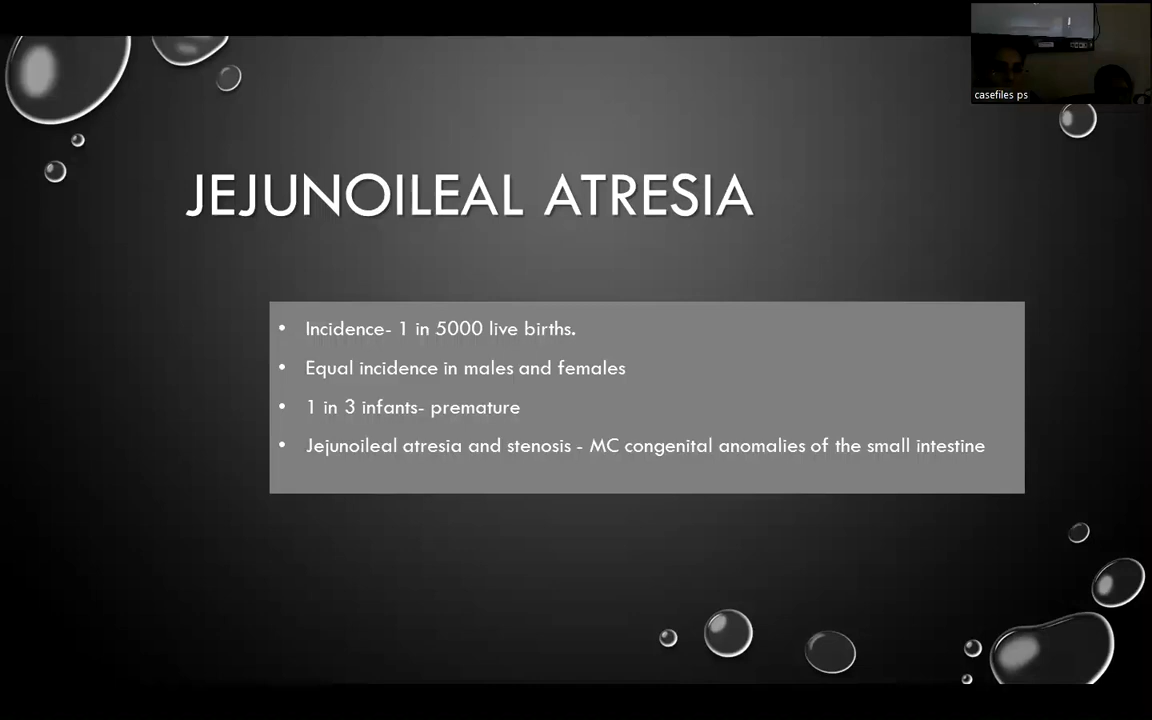 casefiles ps
JEJUNOILEAL ATRESIA
• Incidence- 1 in 5000 live births.
• Equal incidence in males and females
• 1 in 3 infants- premature
• Jejunoileal atresia and stenosis - MC congenital anomalies of the small intestine